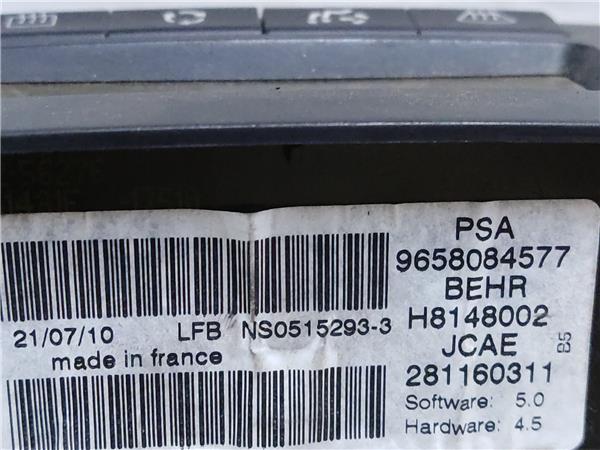 PSA
9658084577
BEHR
H8148002
JCAE
281160311
Software: 5.0
Hardware: 4.5
B5
21/07/10 LFB NS0515293-3
made in france